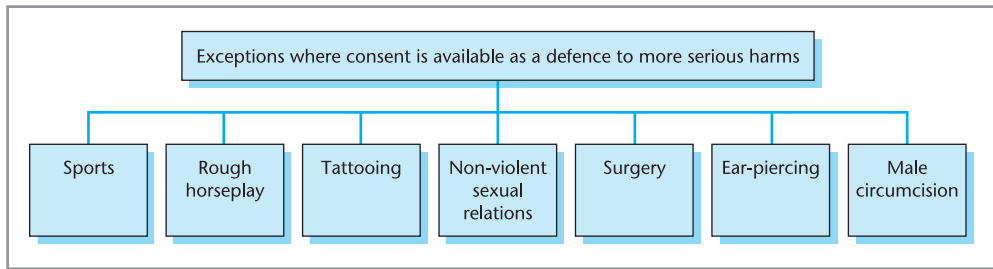 Exceptions where consent is available as a defence to more serious harms
Sports
Rough
horseplay
Tattooing
Non-violent
sexual
relations
Surgery
Ear-piercing
Male
circumcision